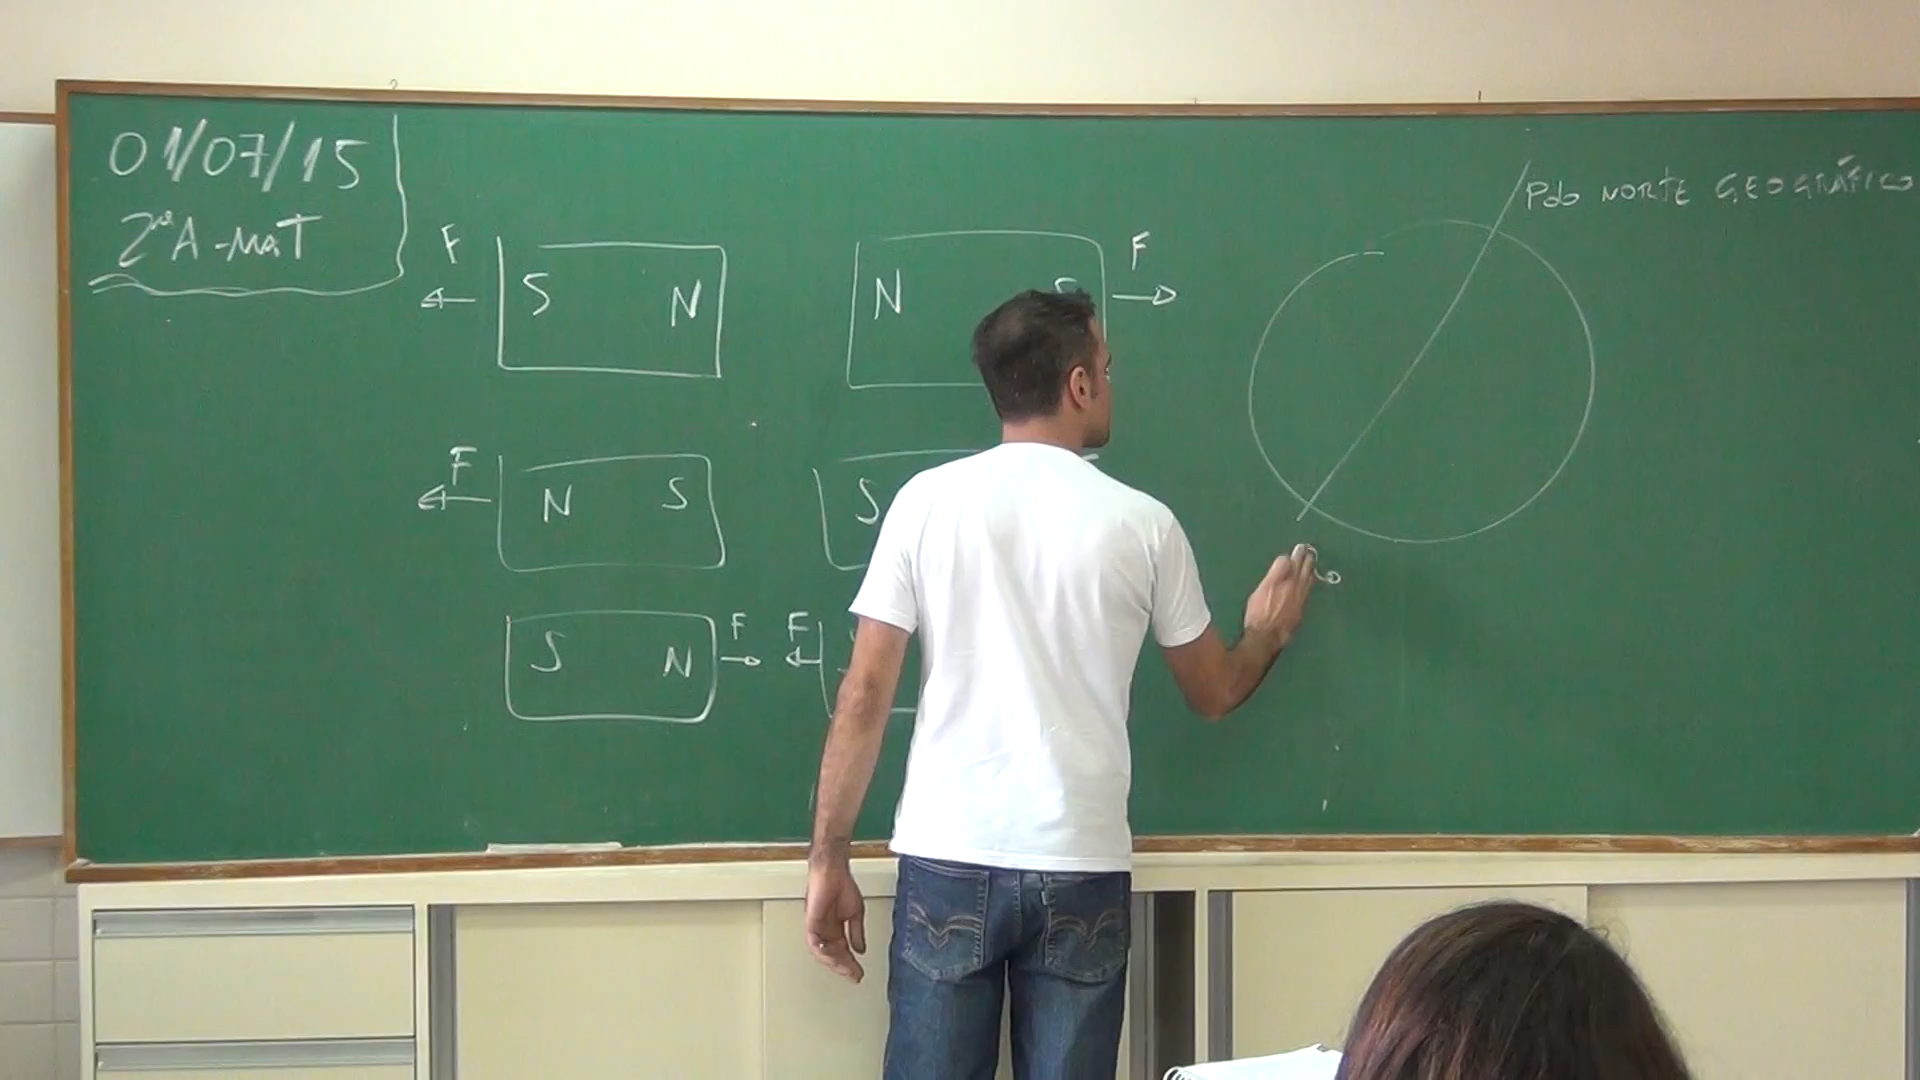 01/07/15
2ºA-MAT
F S N N S F
F N S S
S N F F S
Polo NORTE GEOGRÁFICO